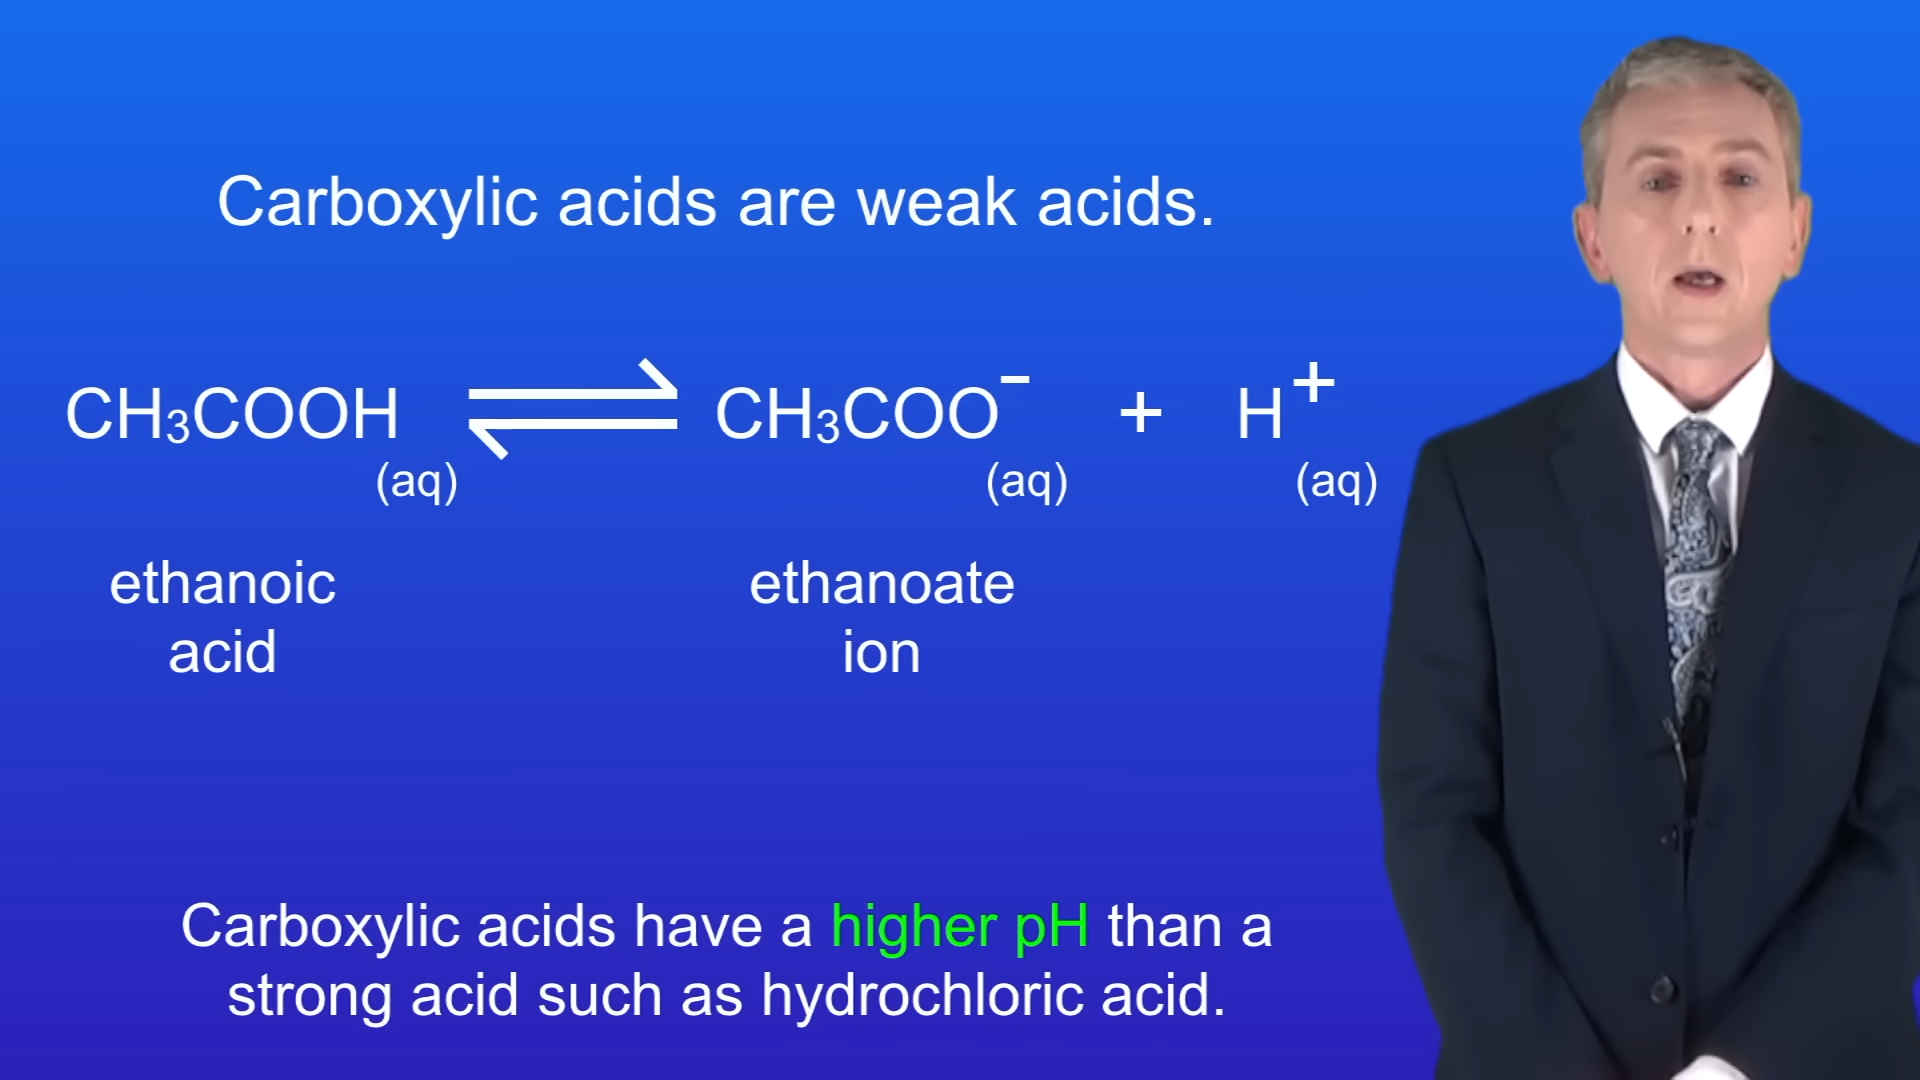 Carboxylic acids are weak acids.
CH₃COOH (aq) ⇌ CH₃COO⁻ (aq) + H⁺ (aq)
ethanoic acid
ethanoate ion
Carboxylic acids have a higher pH than a
strong acid such as hydrochloric acid.